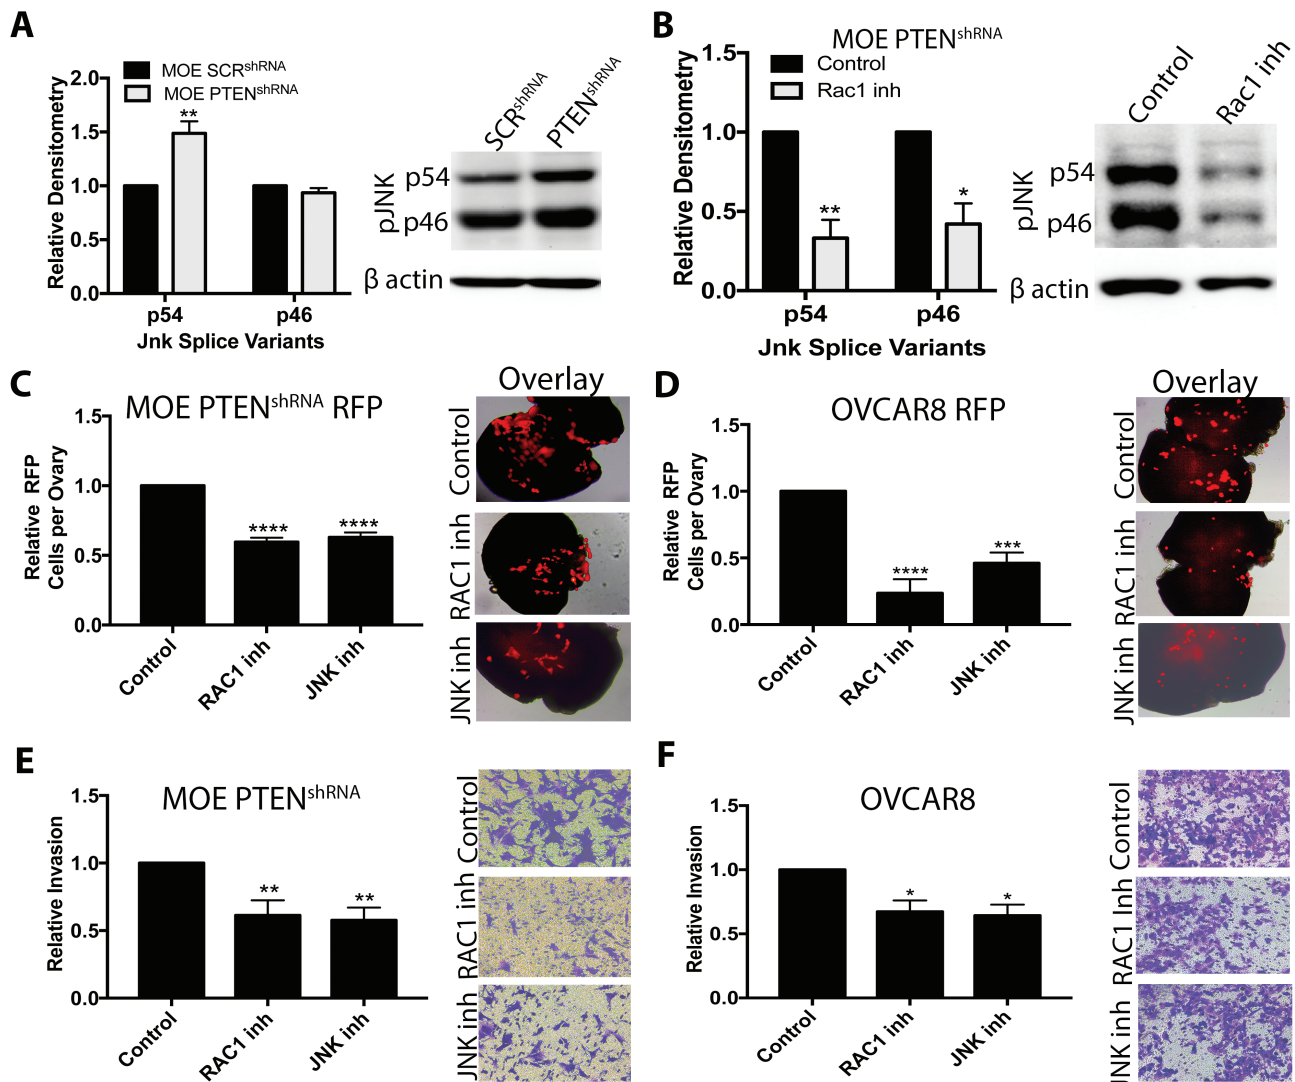 A
MOE SCRshRNA
MOE PTENshRNA
Relative Densitometry
2.0
1.5
1.0
0.5
0.0
**
p54
p46
Jnk Splice Variants
SCRshRNA
PTENshRNA
pJNK
p54
p46
β actin
B
MOE PTENshRNA
Control
Rac1 inh
Relative Densitometry
1.5
1.0
0.5
0.0
**
*
p54
p46
Jnk Splice Variants
Control
Rac1 inh
pJNK
p54
p46
β actin
C
MOE PTENshRNA RFP
Relative RFP
Cells per Ovary
1.5
1.0
0.5
0.0
****
****
Control
RAC1 inh
JNK inh
Overlay
Control
RAC1 inh
JNK inh
D
OVCAR8 RFP
Relative RFP
Cells per Ovary
1.5
1.0
0.5
0.0
****
***
Control
RAC1 inh
JNK inh
Overlay
Control
RAC1 inh
JNK inh
E
MOE PTENshRNA
Relative Invasion
1.5
1.0
0.5
0.0
**
**
Control
RAC1 inh
JNK inh
Control
RAC1 inh
JNK inh
F
OVCAR8
Relative Invasion
1.5
1.0
0.5
0.0
*
*
Control
RAC1 inh
JNK inh
Control
RAC1 Inh
JNK inh